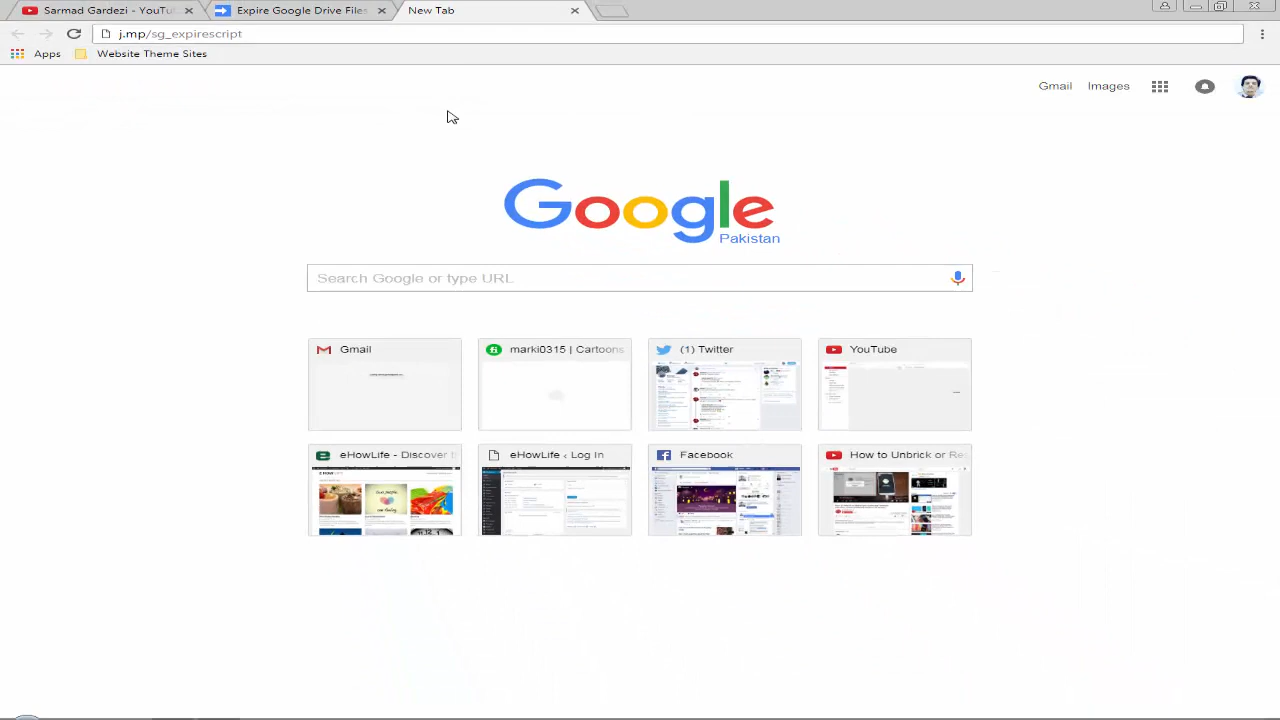 Sarmad Gardezi - YouTu
Expire Google Drive Files
New Tab
j.mp/sg_expirescript
Apps
Website Theme Sites
Gmail
Images
Google
Pakistan
Search Google or type URL
Gmail
marki0315 | Cartoons
(1) Twitter
YouTube
eHowLife - Discover t
eHowLife ‹ Log In
Facebook
How to Unbrick or Res